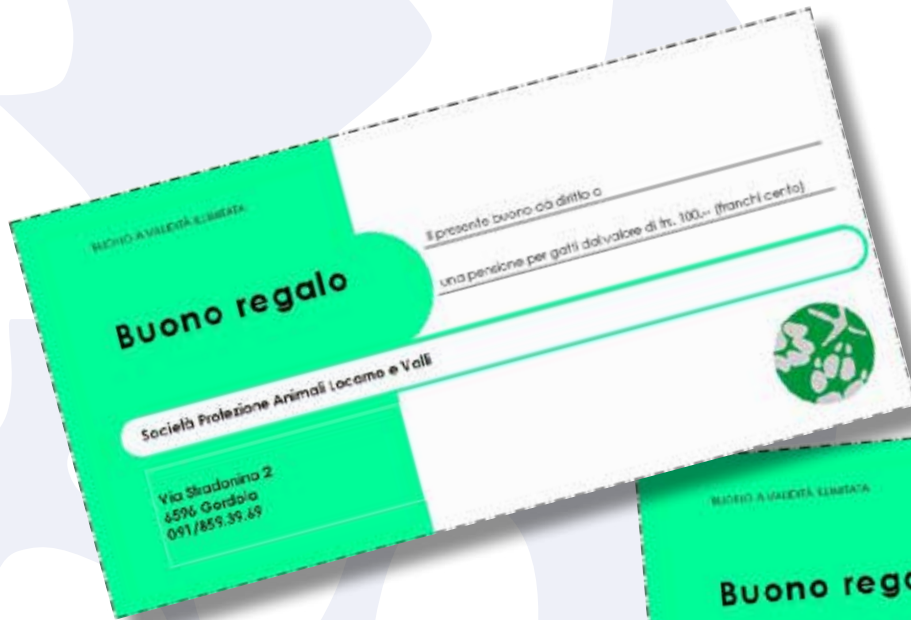 BUONO A VALIDITÀ ILLIMITATA
Buono regalo
Il presente buono dà diritto a
una pensione per gatti dal valore di frs. 100.-- (franchi cento)
Società Protezione Animali Locarno e Valli
Via Stradonino 2
6596 Gordola
091/859.39.69
BUONO A VALIDITÀ ILLIMITATA
Buono rega